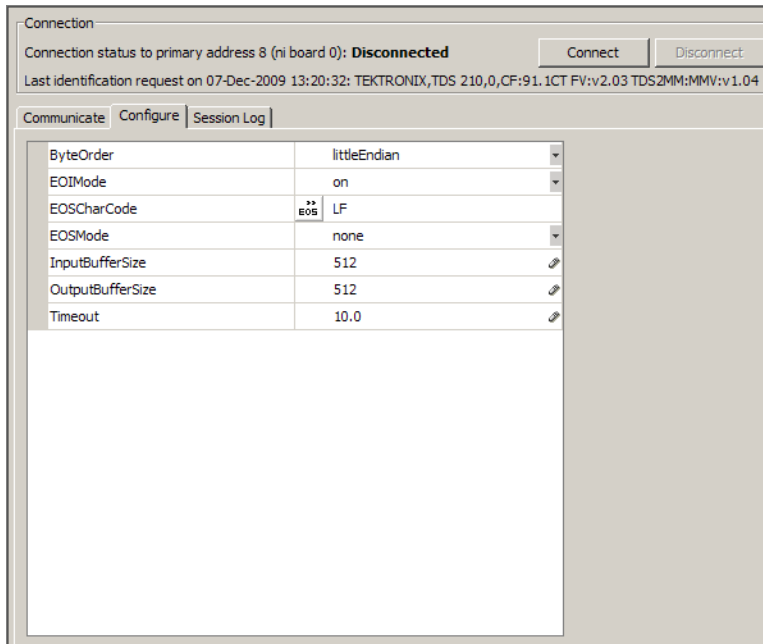 Connection
Connection status to primary address 8 (ni board 0): Disconnected Connect Disconnect
Last identification request on 07-Dec-2009 13:20:32: TEKTRONIX,TDS 210,0,CF:91.1CT FV:v2.03 TDS2MM:MMV:v1.04
Communicate Configure Session Log
ByteOrder littleEndian
EOIMode on
EOSCharCode EOS LF
EOSMode none
InputBufferSize 512
OutputBufferSize 512
Timeout 10.0